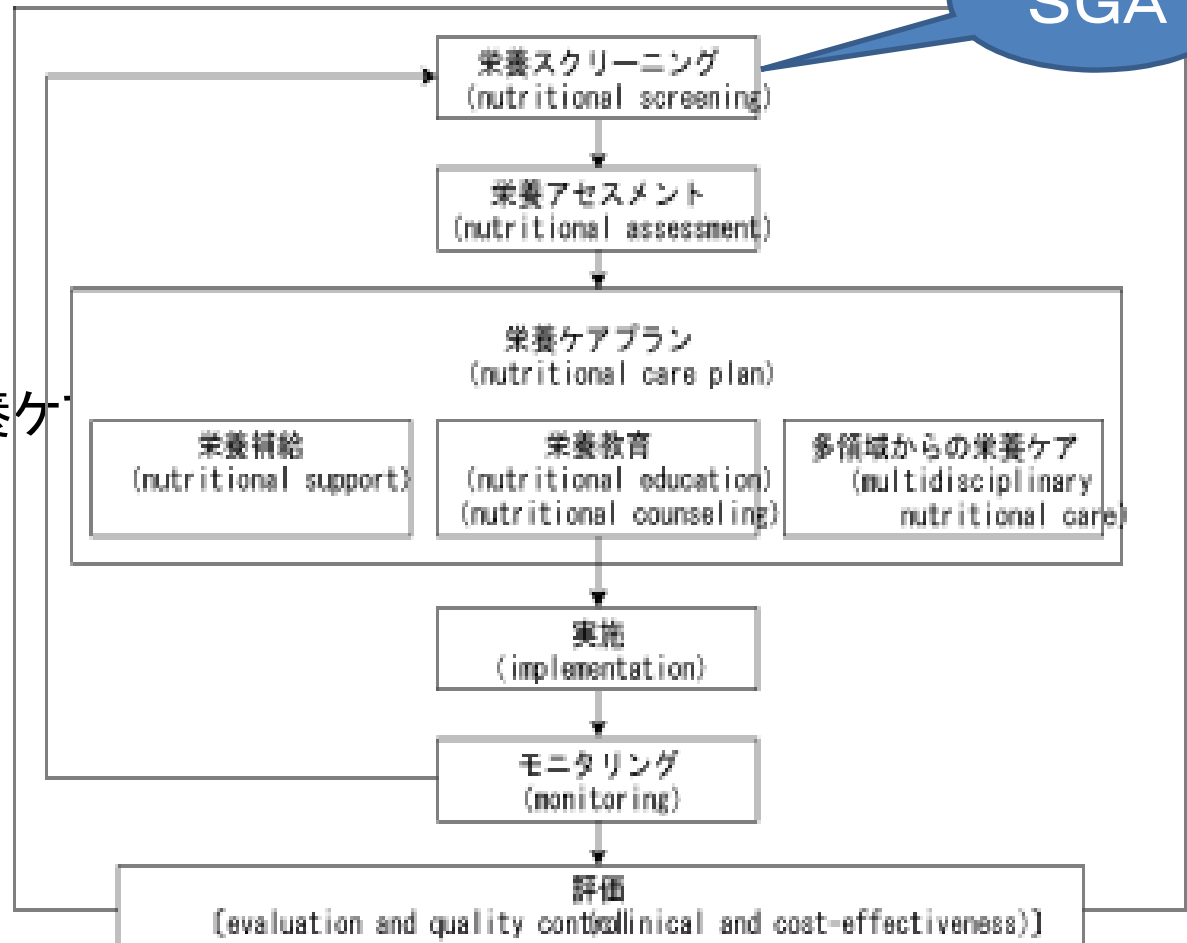 SGA
栄養スクリーニング
(nutritional screening)
栄養アセスメント
(nutritional assessment)
栄養ケアプラン
(nutritional care plan)
養ケ
栄養補給
(nutritional support)
栄養教育
(nutritional education)
(nutritional counseling)
多領域からの栄養ケア
(multidisciplinary
nutritional care)
実施
(implementation)
モニタリング
(monitoring)
評価
[evaluation and quality control(clinical and cost-effectiveness)]